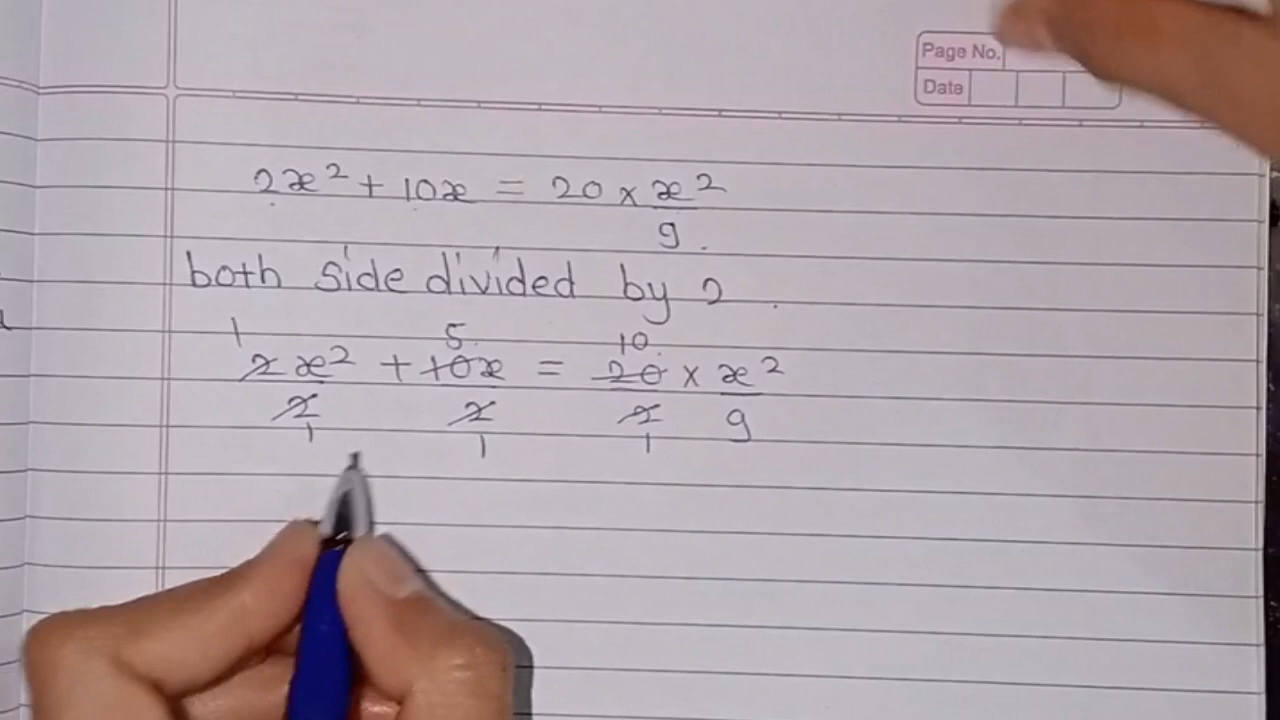 Page No.
Date
2x² + 10x = 20 × x²
9.
both side divided by 2.
1 5. 10.
2x² + 10x = 20 × x²
2 2 2 9
1 1 1